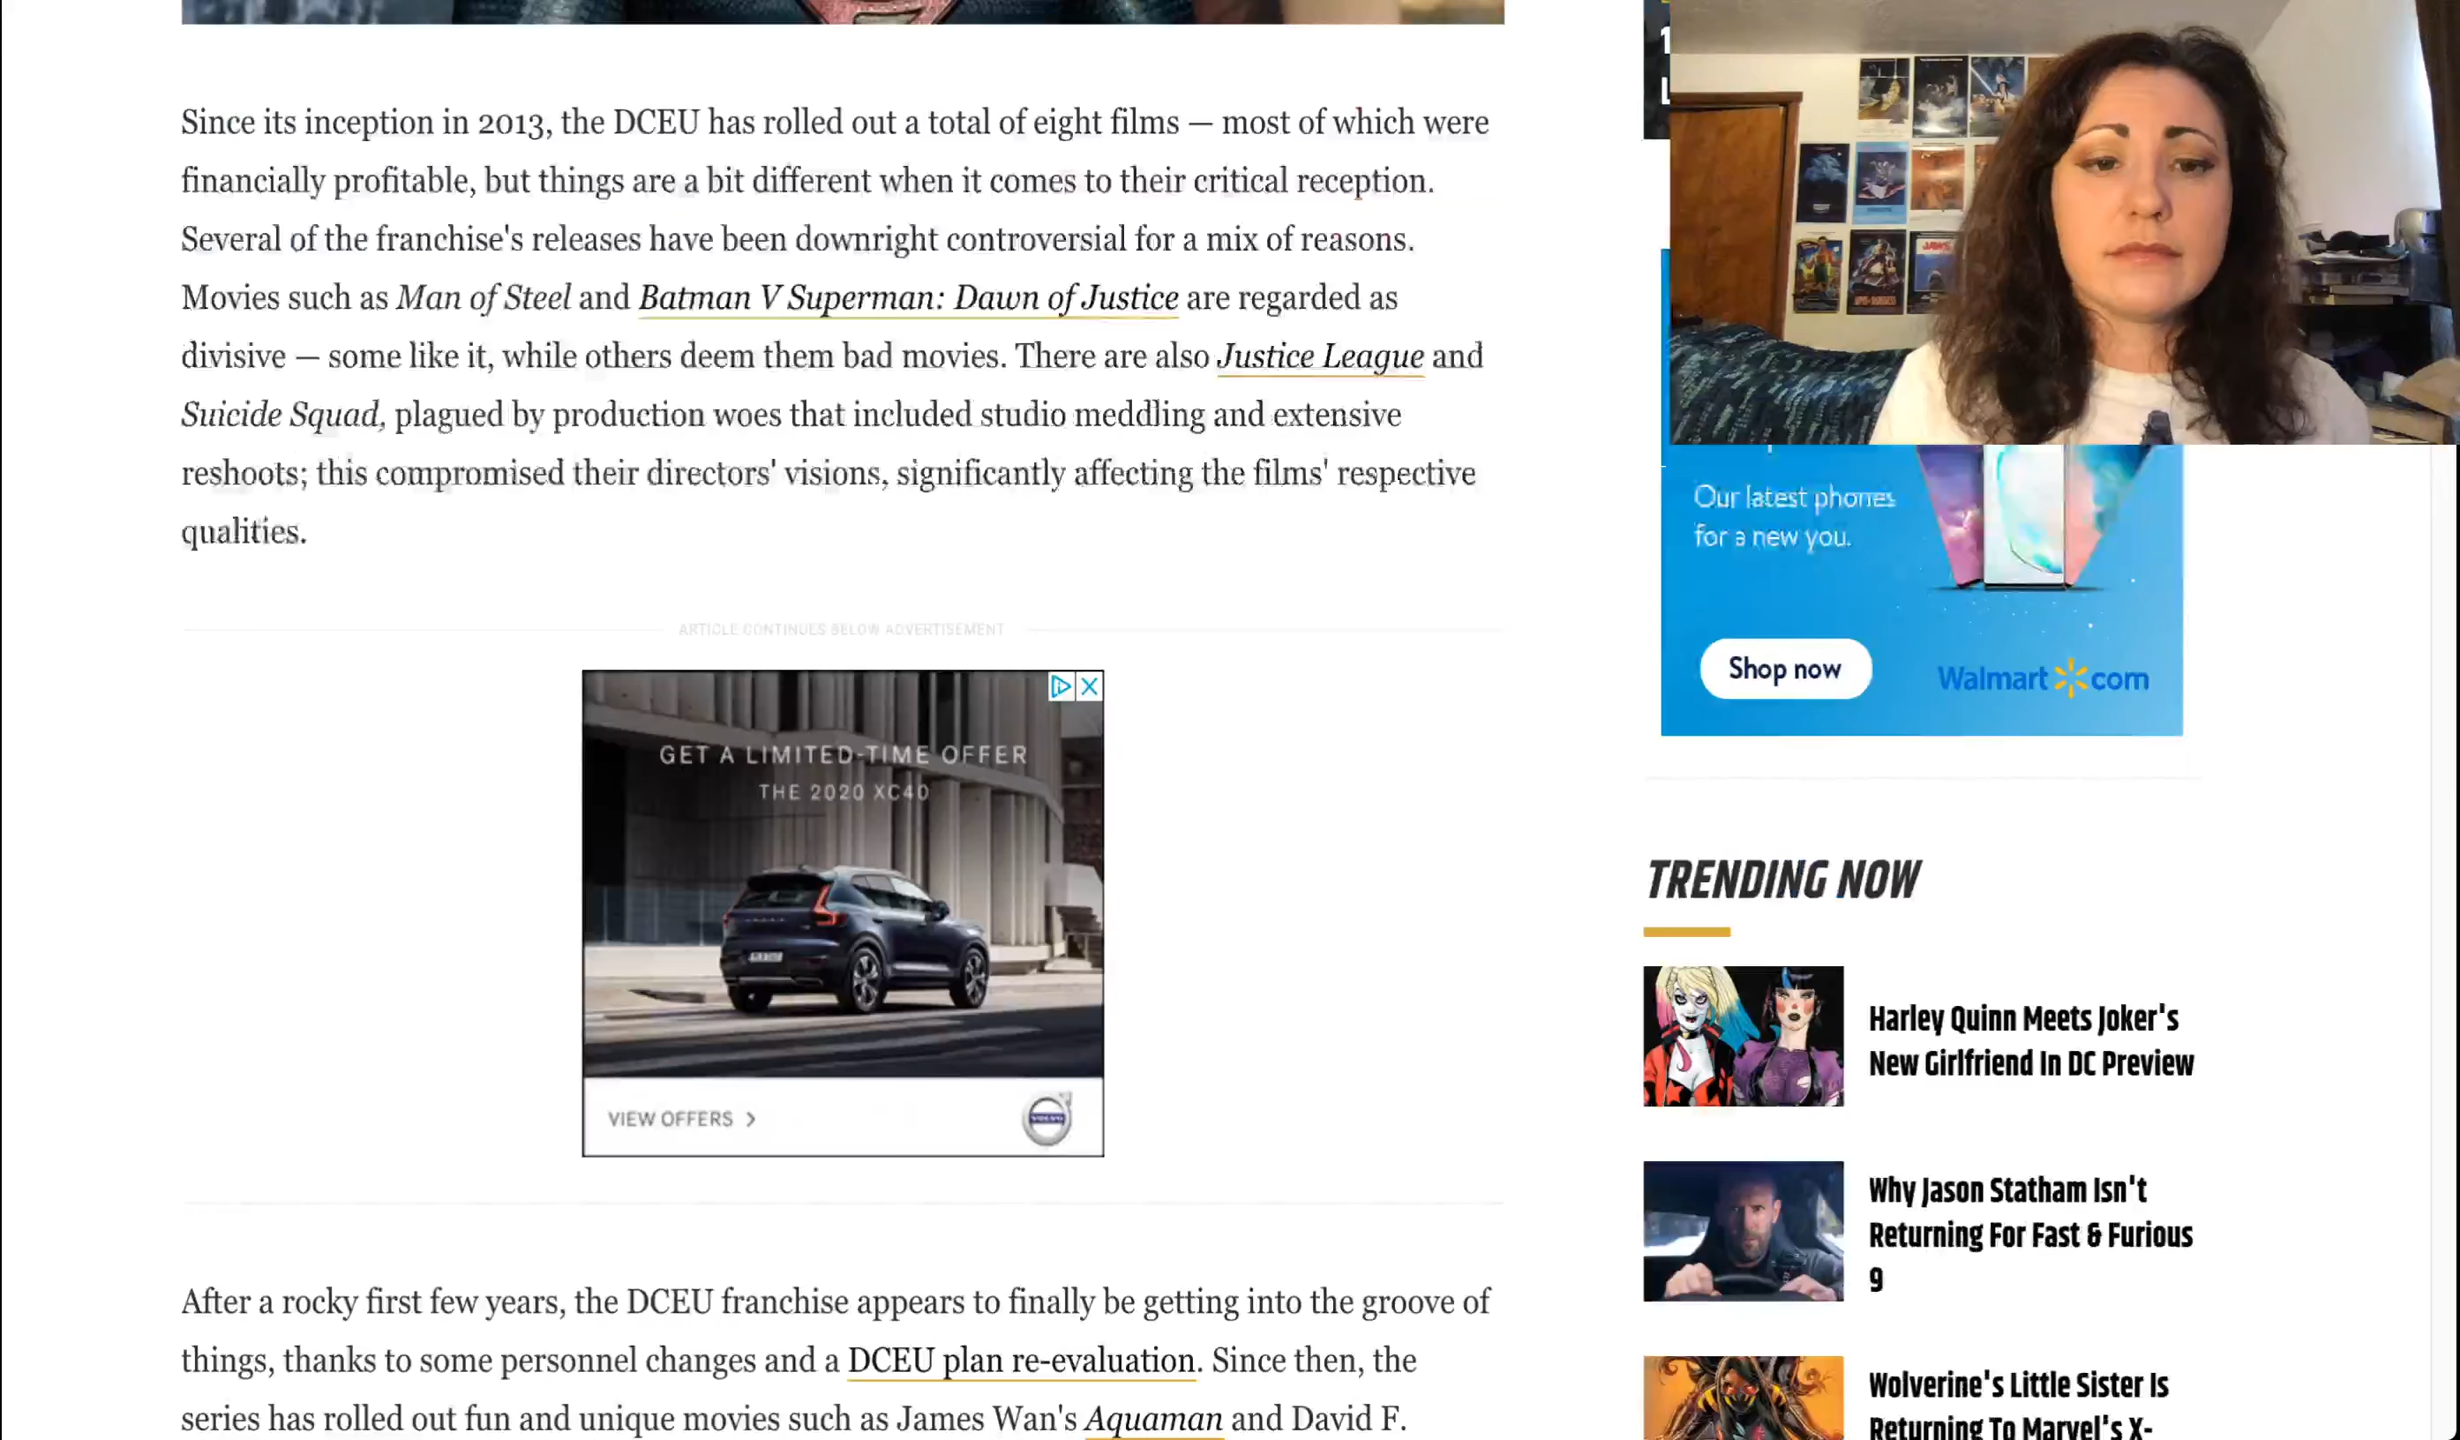 Since its inception in 2013, the DCEU has rolled out a total of eight films — most of which were
financially profitable, but things are a bit different when it comes to their critical reception.
Several of the franchise's releases have been downright controversial for a mix of reasons.
Movies such as Man of Steel and Batman V Superman: Dawn of Justice are regarded as
divisive — some like it, while others deem them bad movies. There are also Justice League and
Suicide Squad, plagued by production woes that included studio meddling and extensive
reshoots; this compromised their directors' visions, significantly affecting the films' respective
qualities.
ARTICLE CONTINUES BELOW ADVERTISEMENT
GET A LIMITED-TIME OFFER
THE 2020 XC40
VIEW OFFERS >
VOLVO
After a rocky first few years, the DCEU franchise appears to finally be getting into the groove of
things, thanks to some personnel changes and a DCEU plan re-evaluation. Since then, the
series has rolled out fun and unique movies such as James Wan's Aquaman and David F.
JAWS
Our latest phones
for a new you.
Shop now
Walmart com
TRENDING NOW
Harley Quinn Meets Joker's
New Girlfriend In DC Preview
Why Jason Statham Isn't
Returning For Fast & Furious
9
Wolverine's Little Sister Is
Returning To Marvel's X-